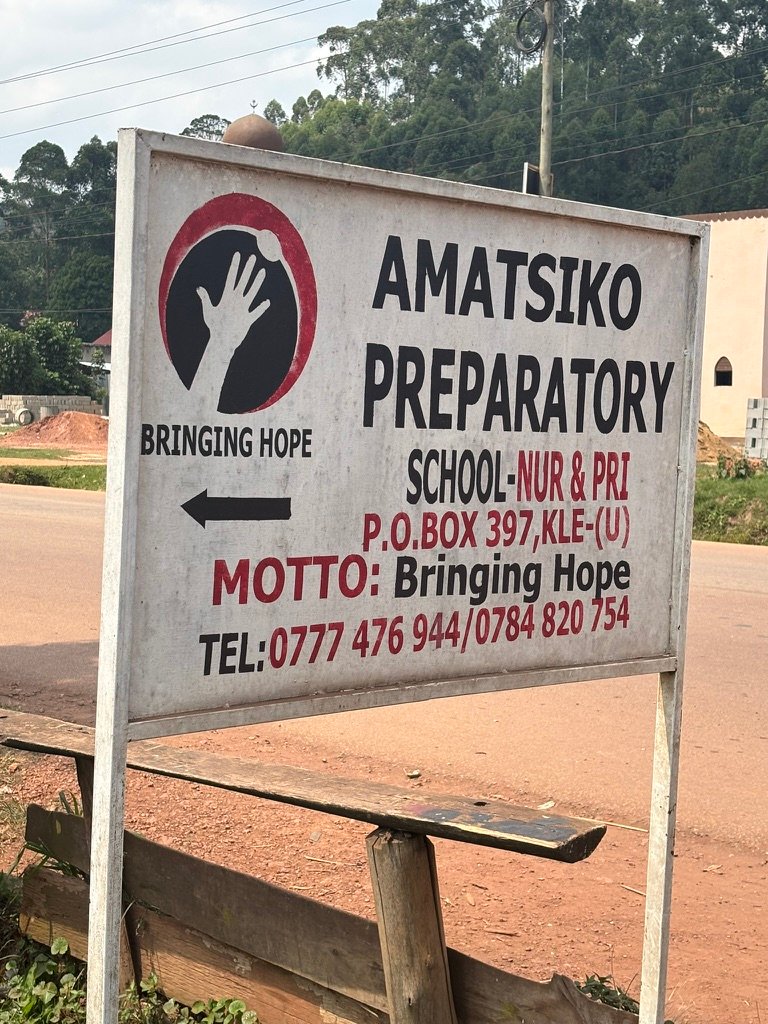 BRINGING HOPE
AMATSIKO
PREPARATORY
SCHOOL-NUR & PRI
P.O.BOX 397,KLE-(U)
MOTTO: Bringing Hope
TEL:0777 476 944/0784 820 754